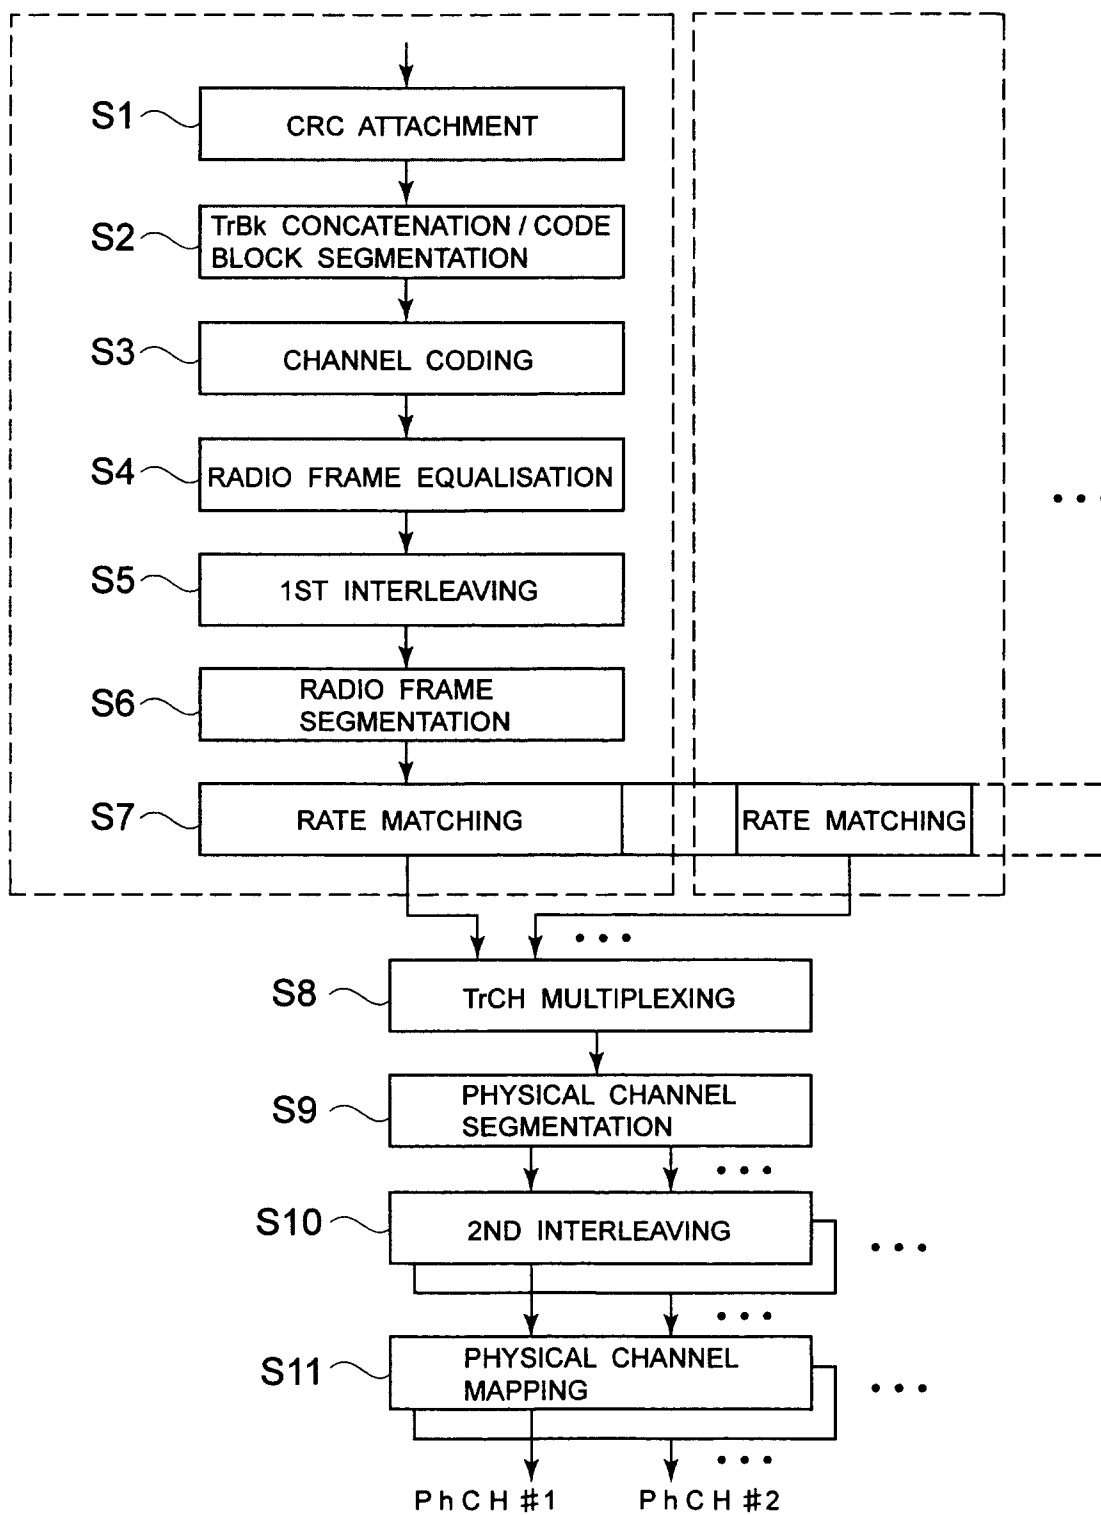 S1
CRC ATTACHMENT
S2
TrBk CONCATENATION / CODE
BLOCK SEGMENTATION
S3
CHANNEL CODING
S4
RADIO FRAME EQUALISATION
S5
1ST INTERLEAVING
S6
RADIO FRAME
SEGMENTATION
S7
RATE MATCHING
RATE MATCHING
S8
TrCH MULTIPLEXING
S9
PHYSICAL CHANNEL
SEGMENTATION
S10
2ND INTERLEAVING
S11
PHYSICAL CHANNEL
MAPPING
PhCH #1
PhCH #2